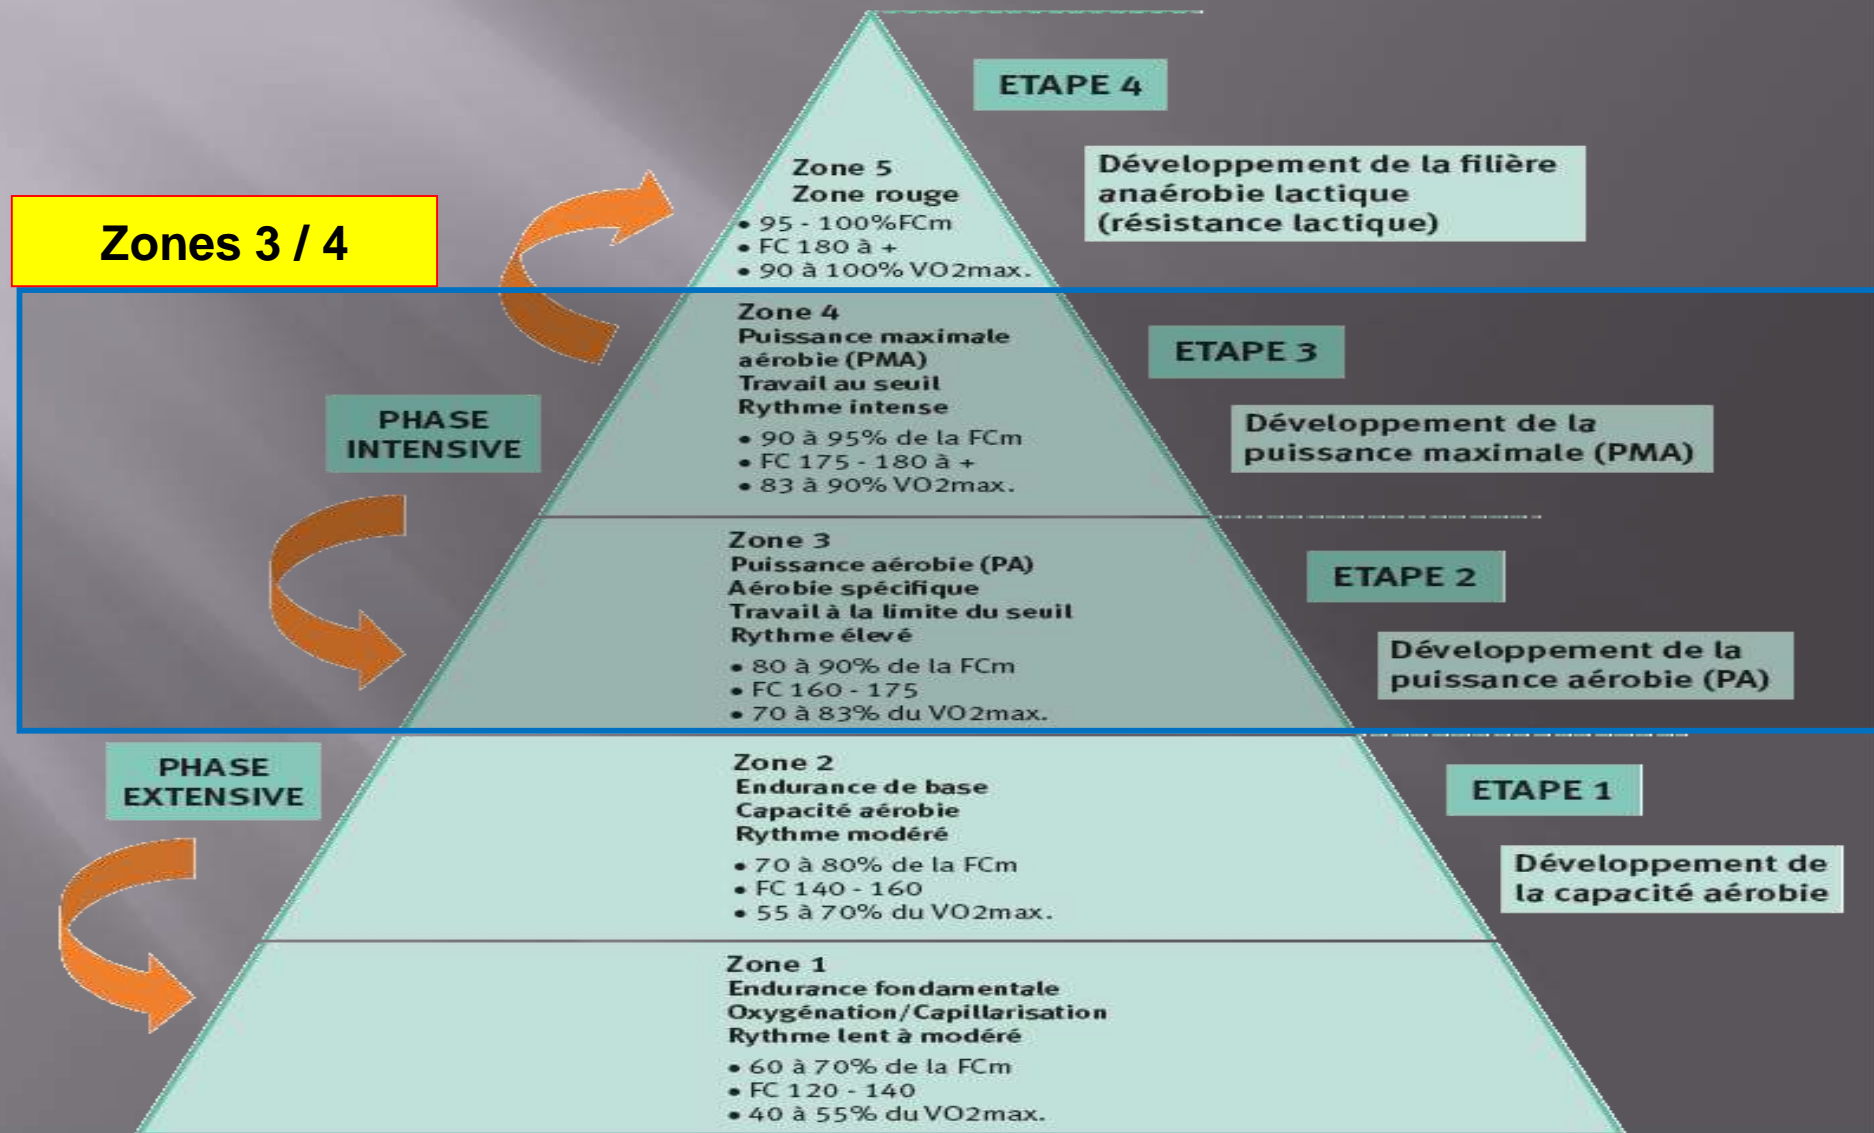 ETAPE 4
Zone 5
Zone rouge
• 95 - 100%FCm
• FC 180 à +
• 90 à 100% VO2max.
Développement de la filière
anaérobie lactique
(résistance lactique)
Zones 3 / 4
Zone 4
Puissance maximale
aérobie (PMA)
Travail au seuil
Rythme intense
• 90 à 95% de la FCm
• FC 175 - 180 à +
• 83 à 90% VO2max.
ETAPE 3
Développement de la
puissance maximale (PMA)
PHASE
INTENSIVE
Zone 3
Puissance aérobie (PA)
Aérobie spécifique
Travail à la limite du seuil
Rythme élevé
• 80 à 90% de la FCm
• FC 160 - 175
• 70 à 83% du VO2max.
ETAPE 2
Développement de la
puissance aérobie (PA)
PHASE
EXTENSIVE
Zone 2
Endurance de base
Capacité aérobie
Rythme modéré
• 70 à 80% de la FCm
• FC 140 - 160
• 55 à 70% du VO2max.
ETAPE 1
Développement de
la capacité aérobie
Zone 1
Endurance fondamentale
Oxygénation/Capillarisation
Rythme lent à modéré
• 60 à 70% de la FCm
• FC 120 - 140
• 40 à 55% du VO2max.